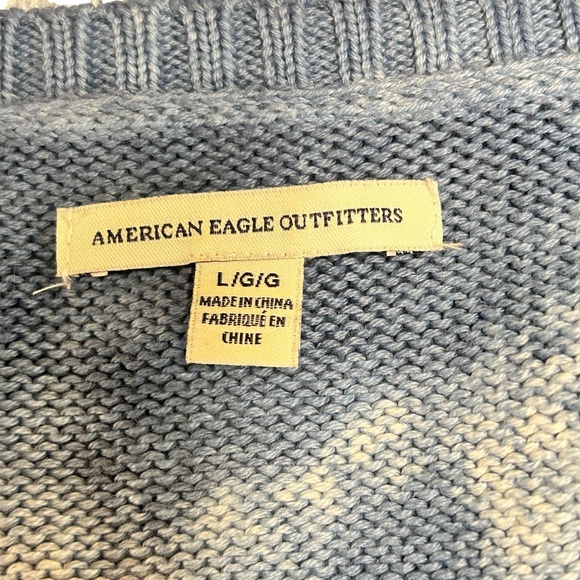 AMERICAN EAGLE OUTFITTERS
L/G/G
MADE IN CHINA
FABRIQUÉ EN
CHINE